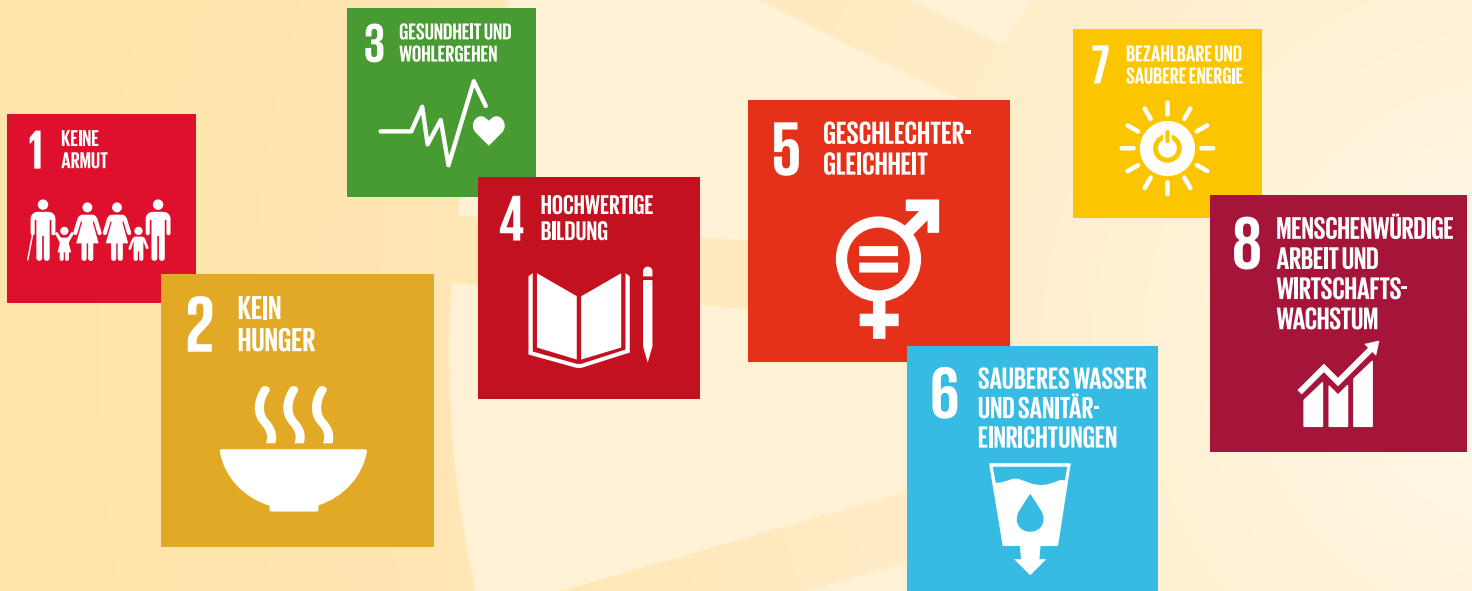 1 KEINE
ARMUT
2 KEIN
HUNGER
3 GESUNDHEIT UND
WOHLERGEHEN
4 HOCHWERTIGE
BILDUNG
5 GESCHLECHTER-
GLEICHHEIT
6 SAUBERES WASSER
UND SANITÄR-
EINRICHTUNGEN
7 BEZAHLBARE UND
SAUBERE ENERGIE
8 MENSCHENWÜRDIGE
ARBEIT UND
WIRTSCHAFTS-
WACHSTUM